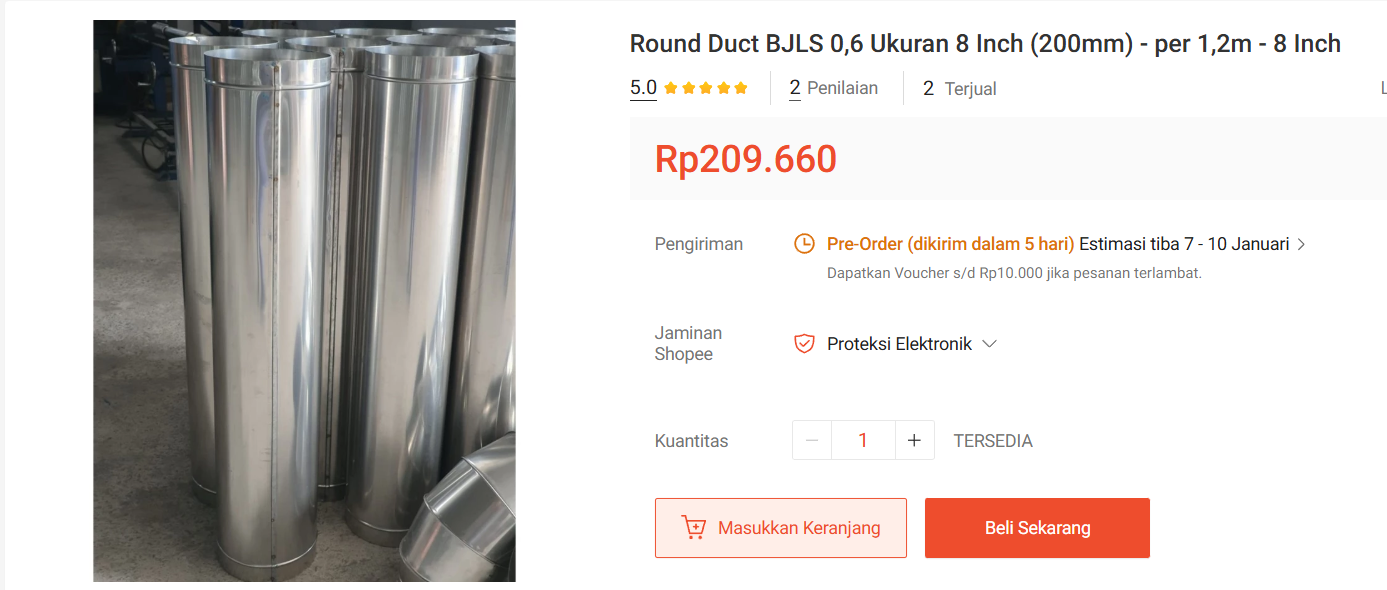 Round Duct BJLS 0,6 Ukuran 8 Inch (200mm) - per 1,2m - 8 Inch
5.0 2 Penilaian 2 Terjual L
Rp209.660
Pengiriman Pre-Order (dikirim dalam 5 hari) Estimasi tiba 7 - 10 Januari
Dapatkan Voucher s/d Rp10.000 jika pesanan terlambat.
Jaminan
Shopee
Proteksi Elektronik
Kuantitas 1 + TERSEDIA
Masukkan Keranjang Beli Sekarang